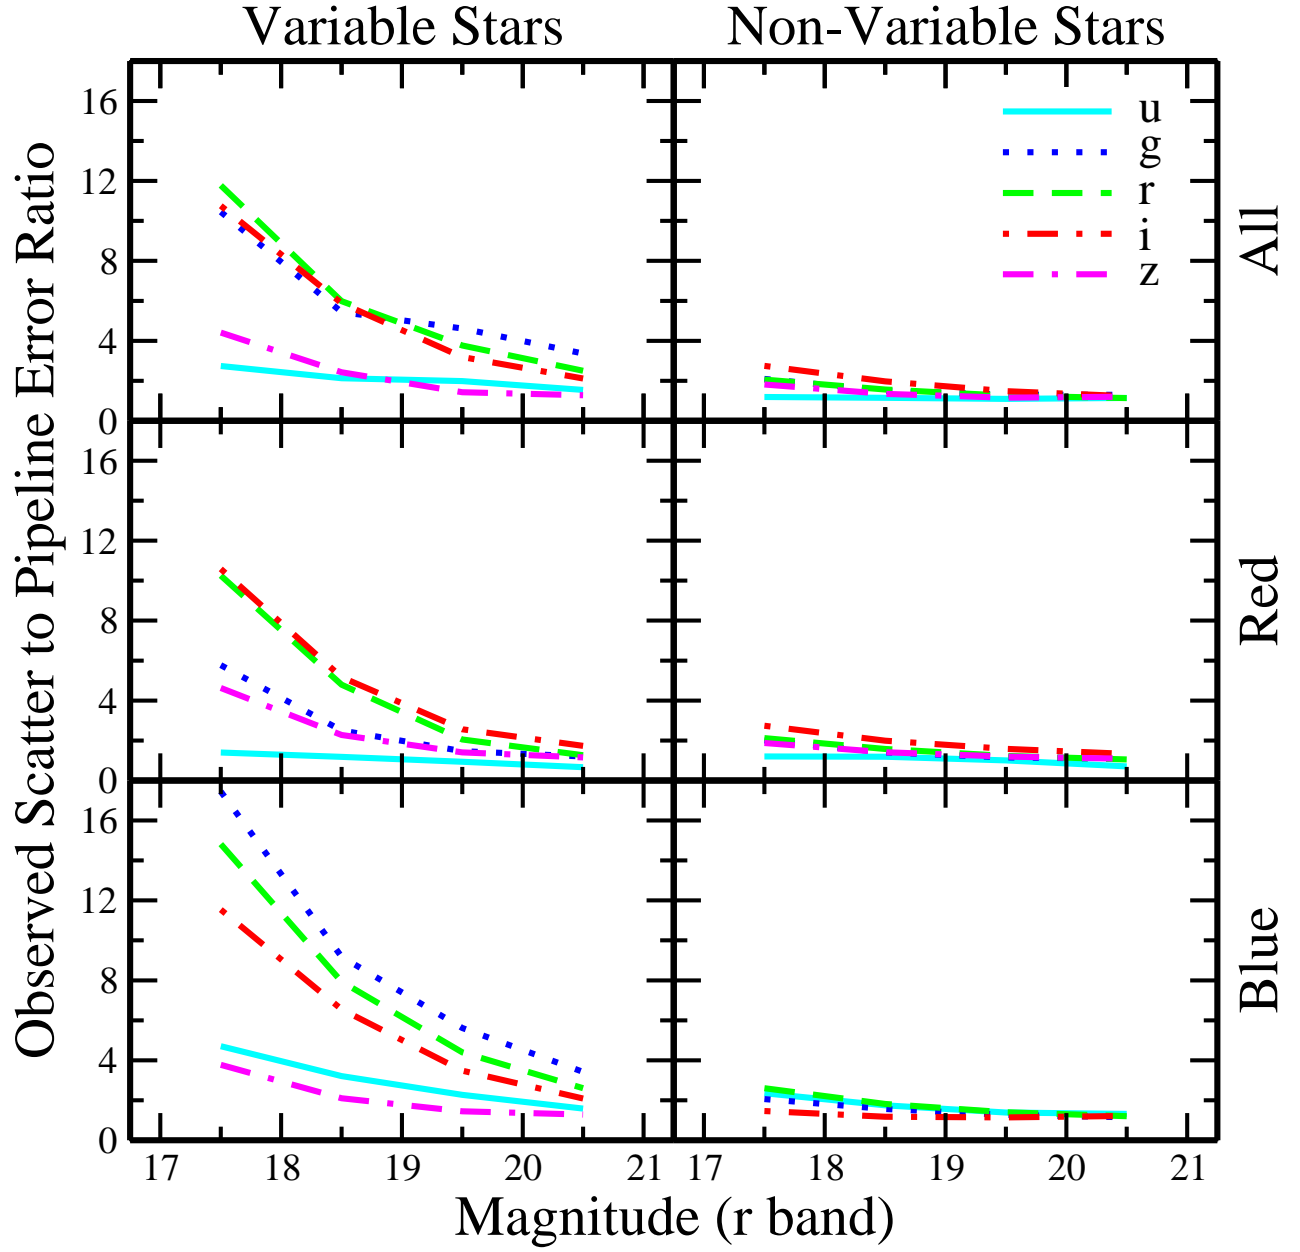 Variable Stars
Non-Variable Stars
Observed Scatter to Pipeline Error Ratio
16
12
8
4
0
u
g
r
i
z
All
16
12
8
4
0
Red
16
12
8
4
0
Blue
17 18 19 20 21
17 18 19 20 21
Magnitude (r band)